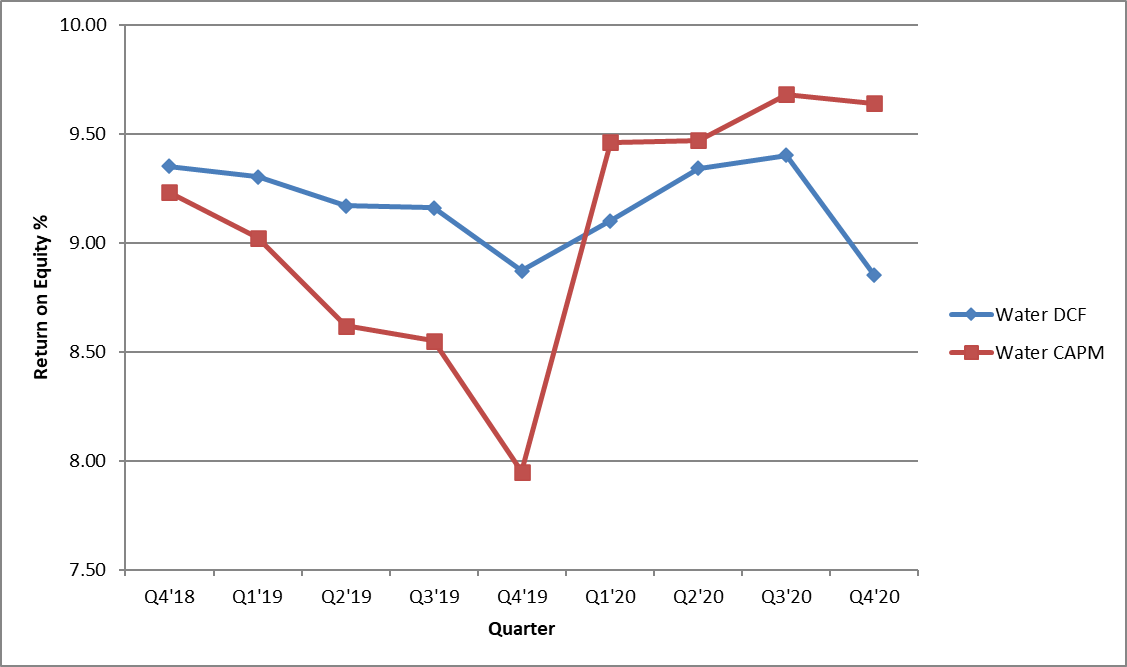 10.00
9.50
9.00
8.50
8.00
7.50
Return on Equity %
Q4'18 Q1'19 Q2'19 Q3'19 Q4'19 Q1'20 Q2'20 Q3'20 Q4'20
Quarter
Water DCF
Water CAPM